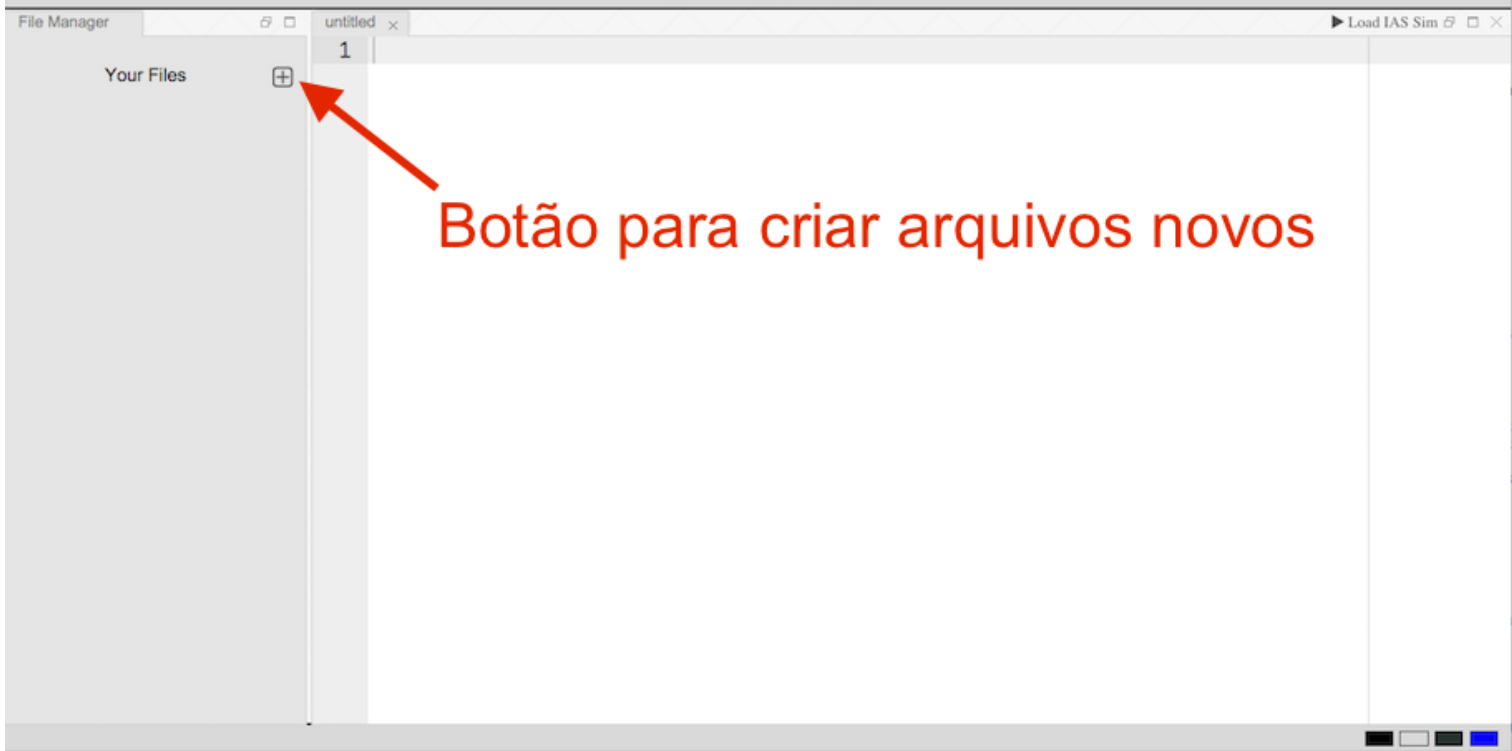 File Manager
untitled
Load IAS Sim
1
Your Files
Botão para criar arquivos novos